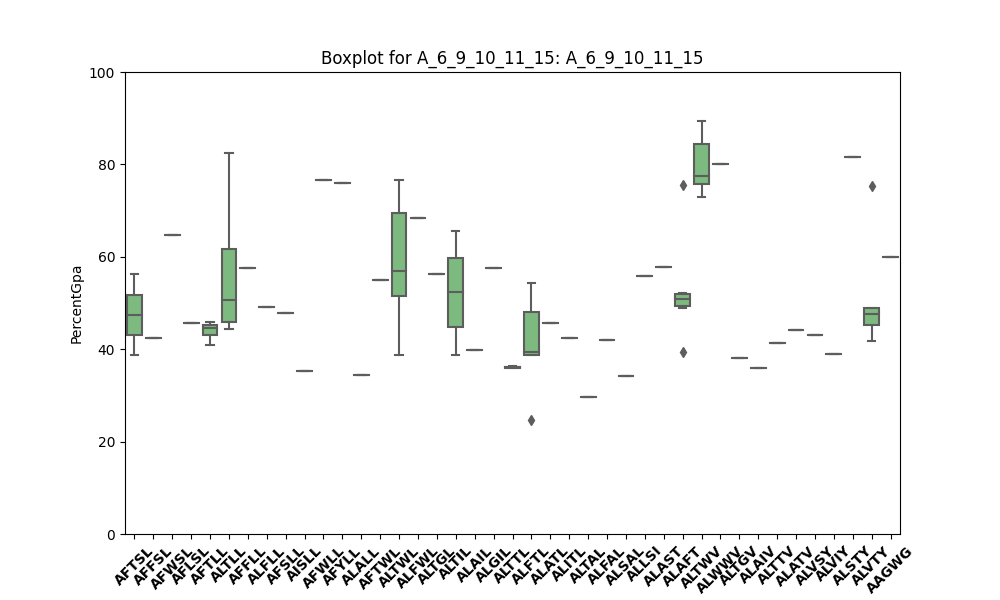 Boxplot for A_6_9_10_11_15: A_6_9_10_11_15
PercentGpa
100
80
60
40
20
0
AFTSL
AFFSL
AFWSL
AFLSL
AFTLL
ALTLL
AFFLL
ALFLL
AFSLL
AISLL
AFWLL
AFYLL
ALALL
AFTWL
ALTWL
ALFWL
ALTGL
ALTIL
ALAIL
ALGIL
ALTTL
ALFTL
ALATL
ALITL
ALTAL
ALFAL
ALSAL
ALLSI
ALAST
ALAFT
ALTWV
ALWWV
ALTGV
ALAIV
ALTTV
ALATV
ALVSY
ALVIY
ALSTY
ALVTY
AAGWG